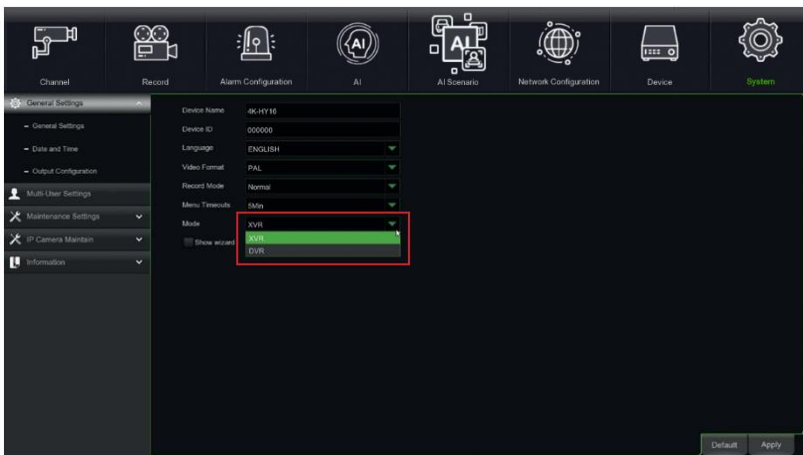 AI
AI
Channel
Record
Alarm Configuration
AI
AI Scenario
Network Configuration
Device
System
General Settings
– General Settings
– Date and Time
– Output Configuration
Multi-User Settings
Maintenance Settings
IP Camera Maintain
Information
Device Name 4K-HY16
Device ID 000000
Language ENGLISH
Video Format PAL
Record Mode Normal
Menu Timeouts 5Min
Mode XVR
XVR
Show wizard
DVR
Default Apply